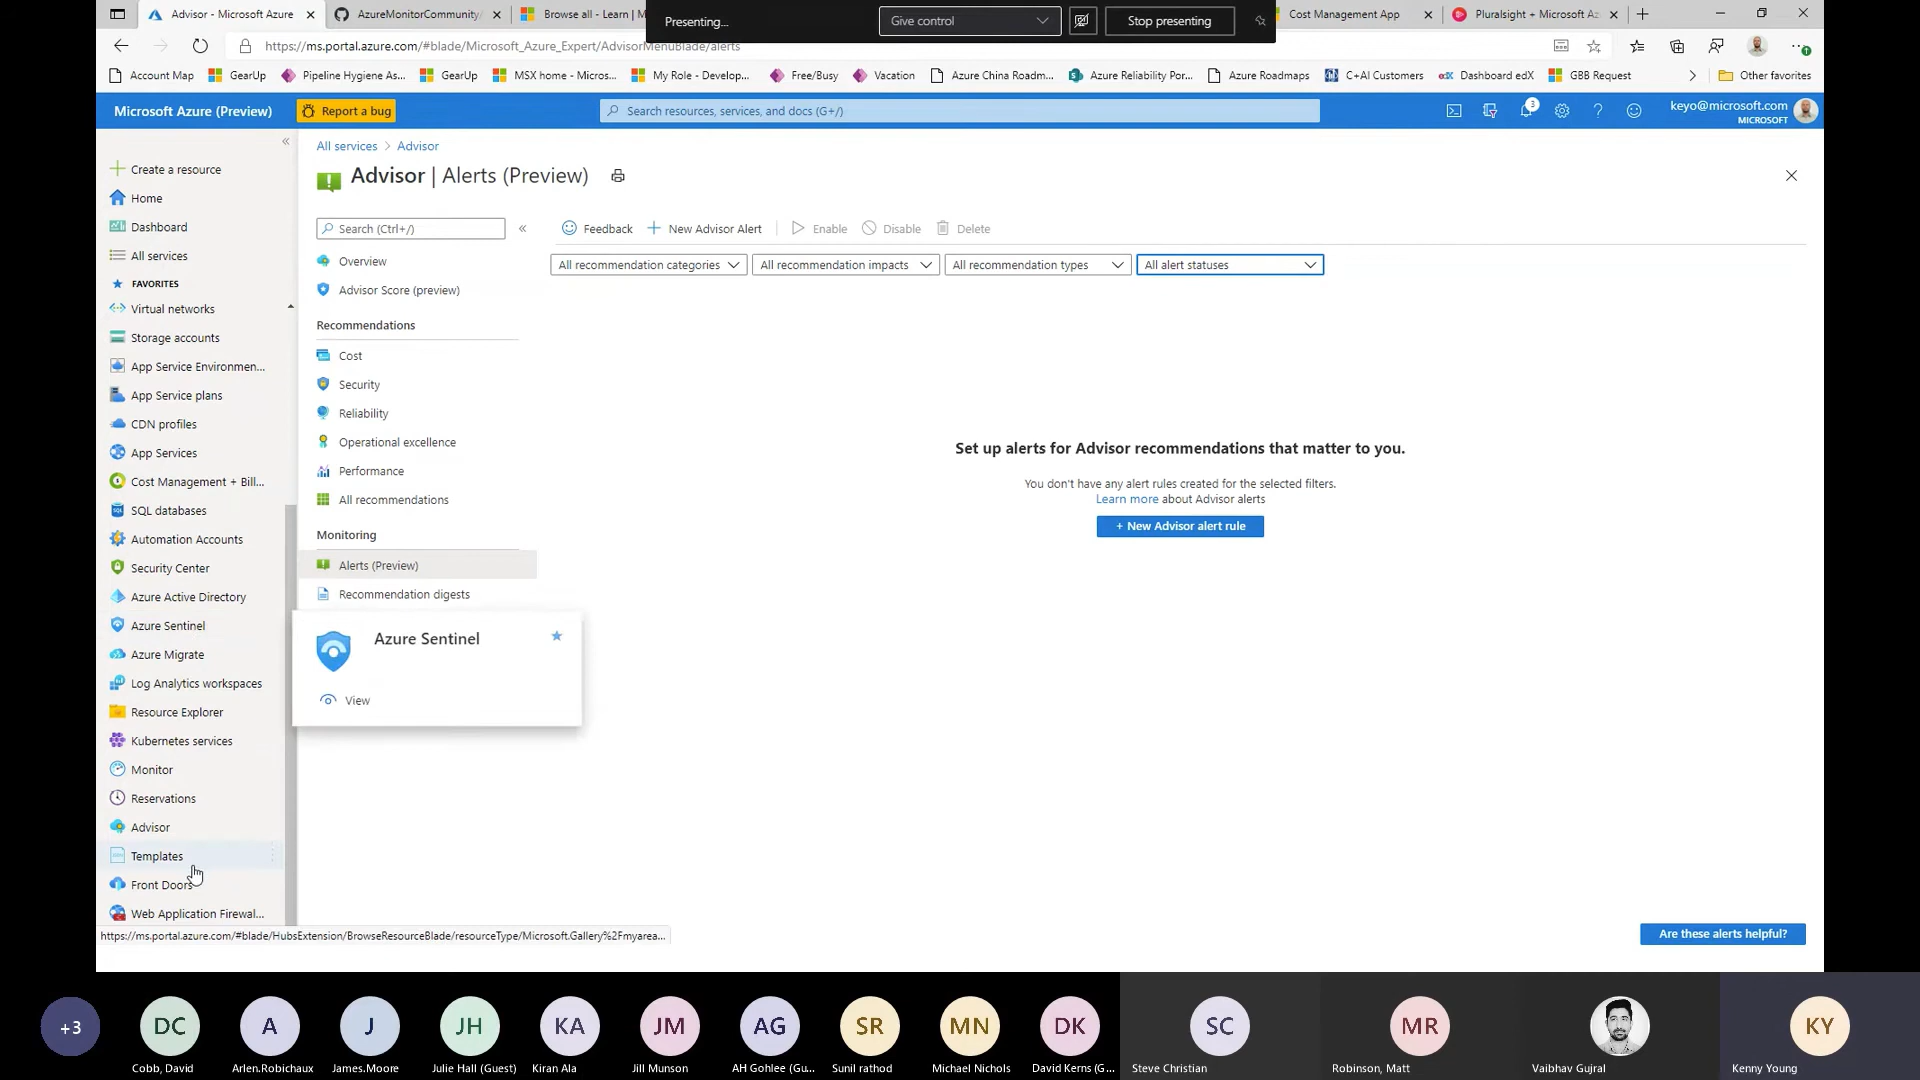 Advisor - Microsoft Azure
AzureMonitorCommunity/
Browse all - Learn | M
Presenting...
Give control
Stop presenting
Cost Management App
Pluralsight + Microsoft Az
https://ms.portal.azure.com/#blade/Microsoft_Azure_Expert/AdvisorMenuBlade/alerts
Account Map
GearUp
Pipeline Hygiene As...
GearUp
MSX home - Micros...
My Role - Develop...
Free/Busy
Vacation
Azure China Roadm...
Azure Reliability Por...
Azure Roadmaps
C+AI Customers
edX Dashboard edX
GBB Request
Other favorites
Microsoft Azure (Preview)
Report a bug
Search resources, services, and docs (G+/)
3
keyo@microsoft.com
MICROSOFT
Create a resource
Home
Dashboard
All services
FAVORITES
Virtual networks
Storage accounts
App Service Environmen...
App Service plans
CDN profiles
App Services
Cost Management + Bill...
SQL databases
Automation Accounts
Security Center
Azure Active Directory
Azure Sentinel
Azure Migrate
Log Analytics workspaces
Resource Explorer
Kubernetes services
Monitor
Reservations
Advisor
Templates
Front Doors
Web Application Firewal...
https://ms.portal.azure.com/#blade/HubsExtension/BrowseResourceBlade/resourceType/Microsoft.Gallery%2Fmyarea...
All services > Advisor
Advisor | Alerts (Preview)
Search (Ctrl+/)
Overview
Advisor Score (preview)
Recommendations
Cost
Security
Reliability
Operational excellence
Performance
All recommendations
Monitoring
Alerts (Preview)
Recommendation digests
Azure Sentinel
View
Feedback
New Advisor Alert
Enable
Disable
Delete
All recommendation categories
All recommendation impacts
All recommendation types
All alert statuses
Set up alerts for Advisor recommendations that matter to you.
You don't have any alert rules created for the selected filters.
Learn more about Advisor alerts
+ New Advisor alert rule
Are these alerts helpful?
+3
DC
A
J
JH
KA
JM
AG
SR
MN
DK
SC
MR
KY
Cobb, David
Arlen.Robichaux
James.Moore
Julie Hall (Guest)
Kiran Ala
Jill Munson
AH Gohlee (Gu...
Sunil rathod
Michael Nichols
David Kerns (G...
Steve Christian
Robinson, Matt
Vaibhav Gujral
Kenny Young